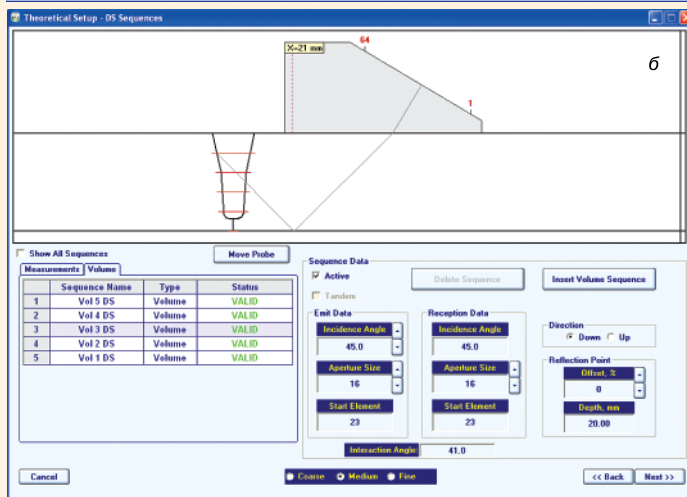 Theoretical Setup - DS Sequences
64
X=21 mm
б
1
Show All Sequences
Move Probe
Measurements Volume
Sequence Name Type Status
1 Vol 5 DS Volume VALID
2 Vol 4 DS Volume VALID
3 Vol 3 DS Volume VALID
4 Vol 2 DS Volume VALID
5 Vol 1 DS Volume VALID
Sequence Data
Active
Delete Sequence
Insert Volume Sequence
Tandem
Emit Data
Incidence Angle
45.0
Aperture Size
16
Start Element
23
Reception Data
Incidence Angle
45.0
Aperture Size
16
Start Element
23
Direction
Down Up
Reflection Point
Offset, %
0
Depth, mm
20.00
Interaction Angle: 41.0
Cancel
Coarse Medium Fine
<< Back Next >>